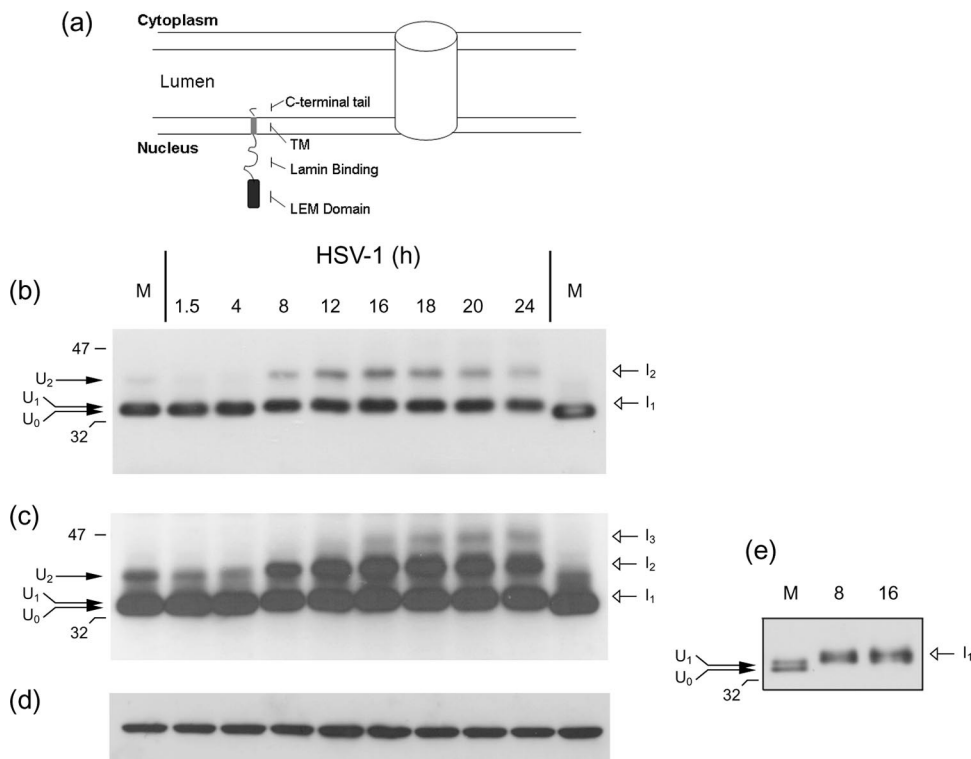 (a)
Cytoplasm
Lumen
C-terminal tail
TM
Nucleus
Lamin Binding
LEM Domain
(b)
HSV-1 (h)
M 1.5 4 8 12 16 18 20 24 M
47
U2
U1
U0
32
I2
I1
(c)
47
U2
U1
U0
32
I3
I2
I1
(d)
(e)
M 8 16
U1
U0
32
I1